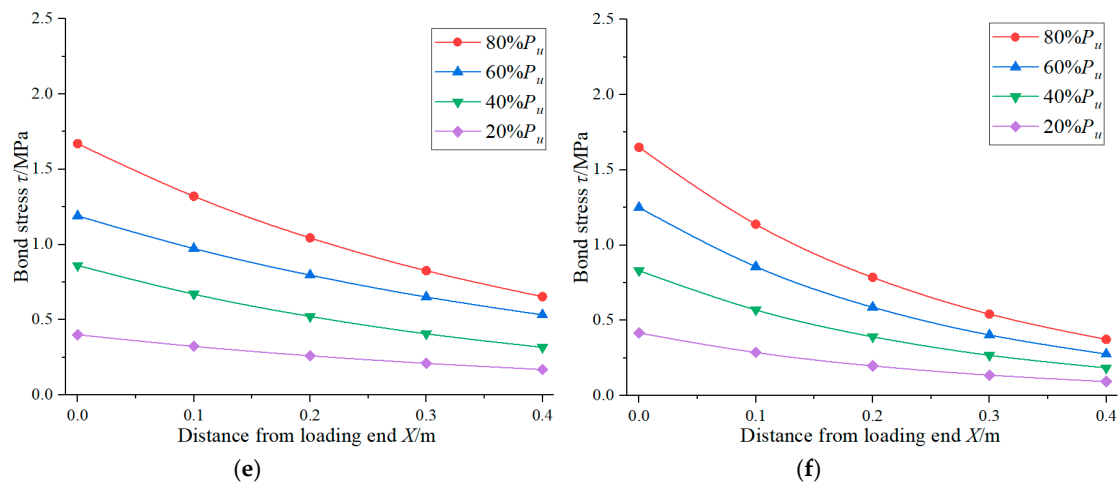 2.5
2.0
1.5
1.0
0.5
0.0
Bond stress τ/MPa
80%Pu
60%Pu
40%Pu
20%Pu
0.0 0.1 0.2 0.3 0.4
Distance from loading end X/m
(e)
2.5
2.0
1.5
1.0
0.5
0.0
Bond stress τ/MPa
80%Pu
60%Pu
40%Pu
20%Pu
0.0 0.1 0.2 0.3 0.4
Distance from loading end X/m
(f)